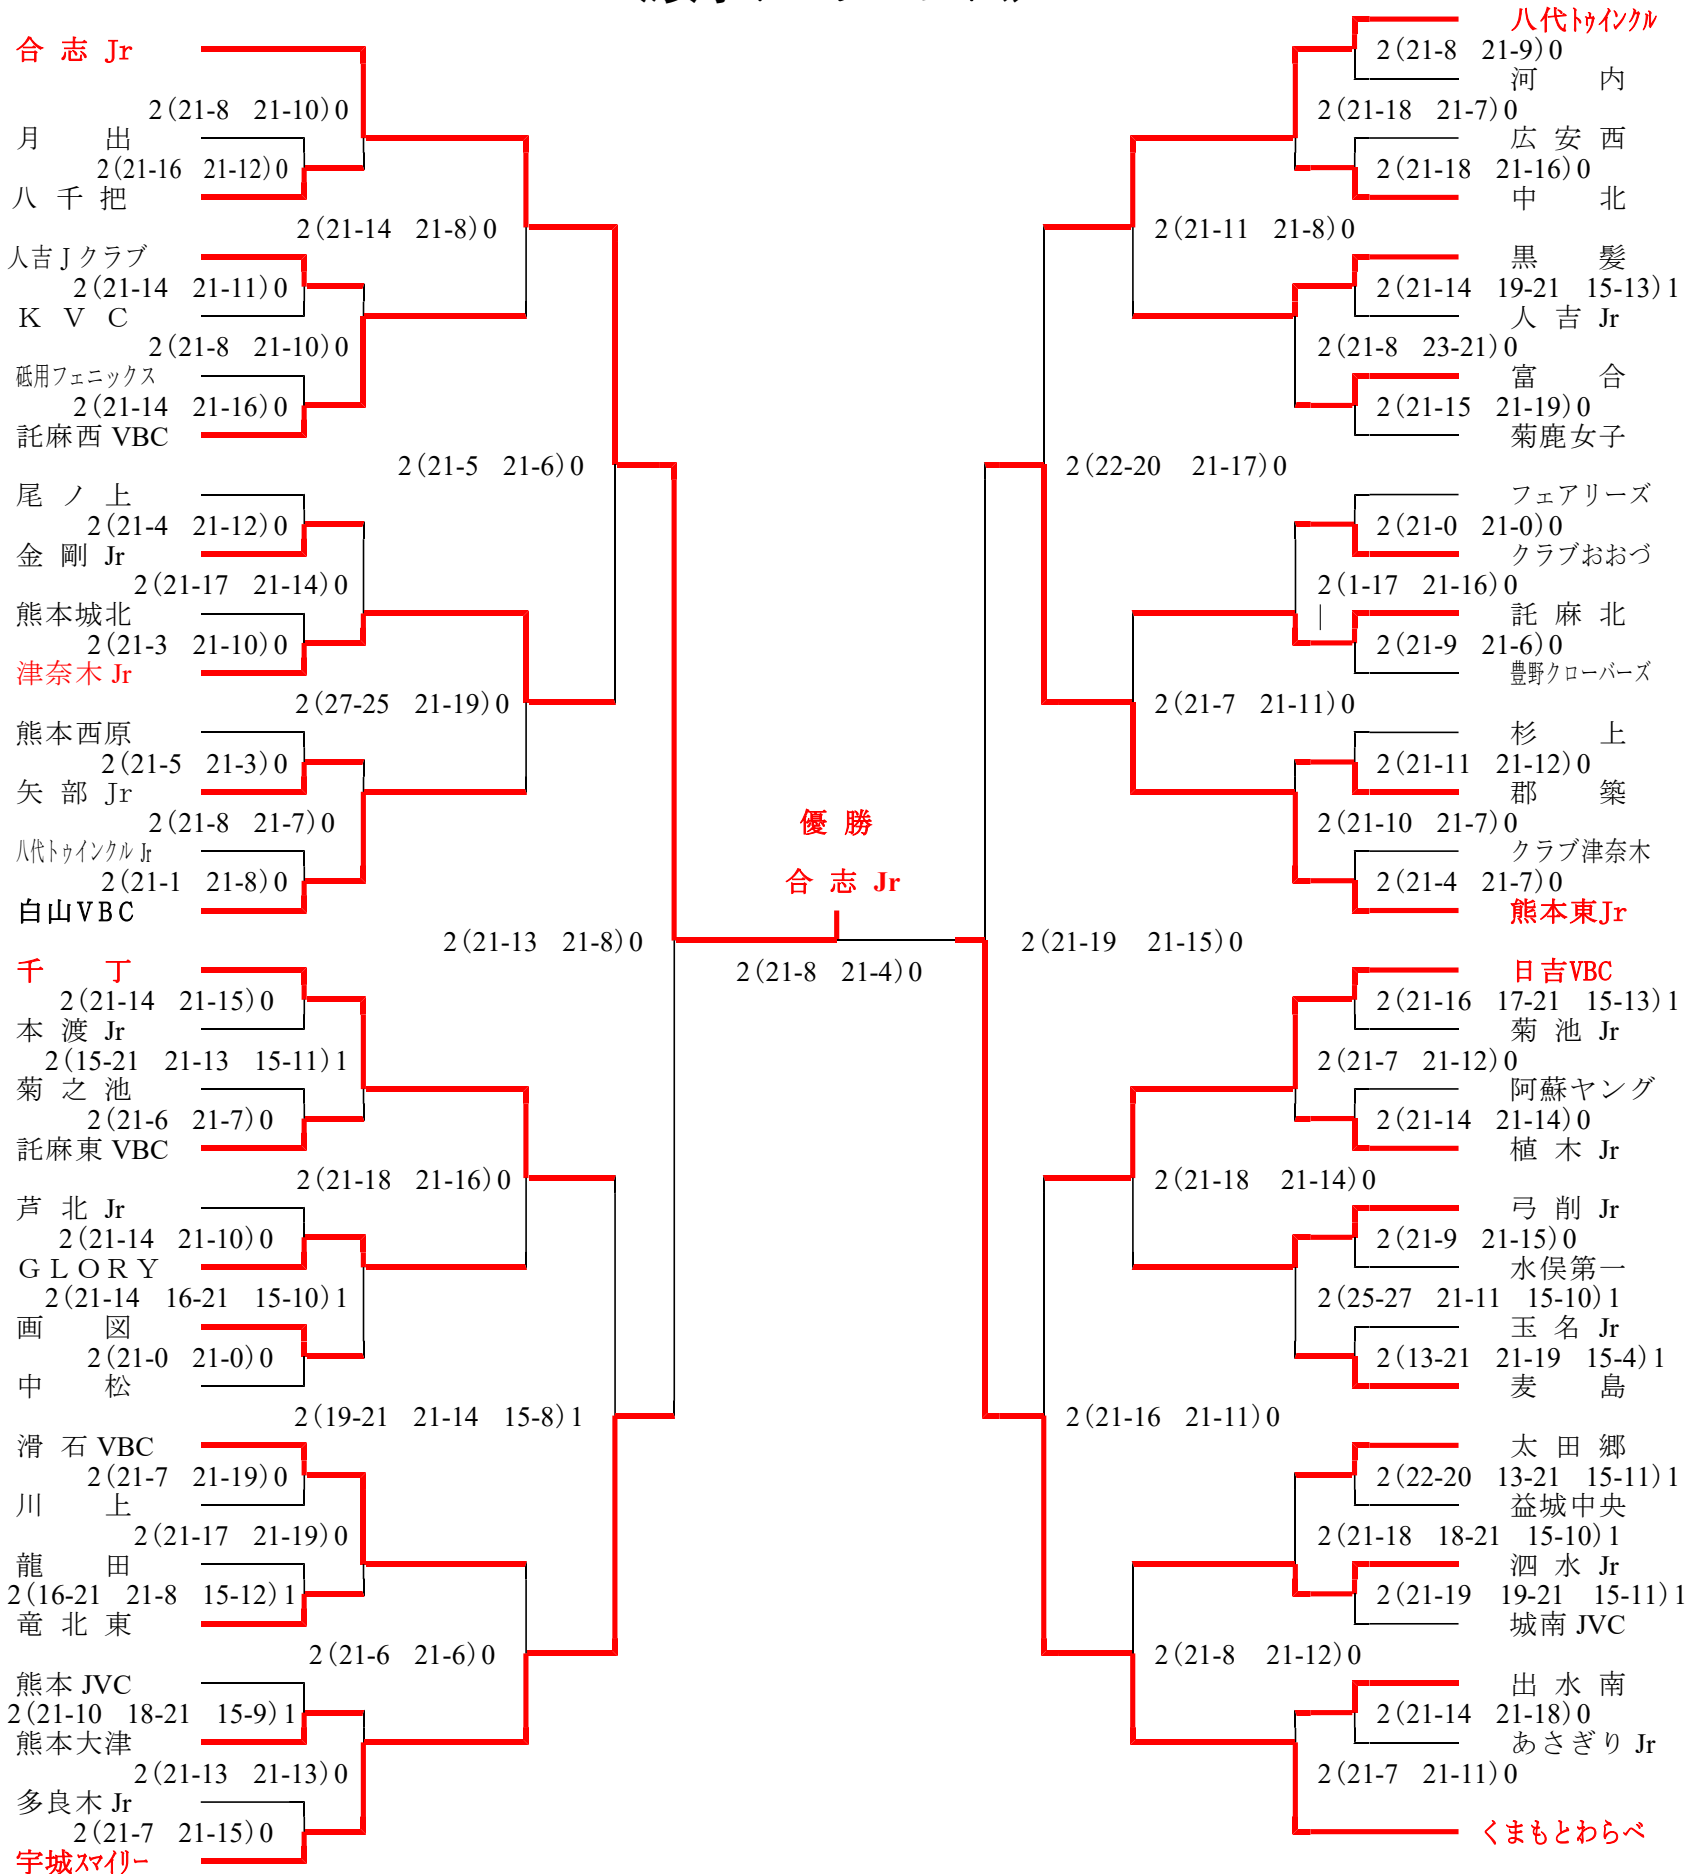 合 志 Jr
2(21-8 21-10)0
月 出
2(21-16 21-12)0
八 千 把
2(21-14 21-8)0
人吉Jクラブ
2(21-14 21-11)0
K V C
2(21-8 21-10)0
砥用フェニックス
2(21-14 21-16)0
託麻西 VBC
2(21-5 21-6)0
尾 ノ 上
2(21-4 21-12)0
金 剛 Jr
2(21-17 21-14)0
熊本城北
2(21-3 21-10)0
津奈木 Jr
2(27-25 21-19)0
熊本西原
2(21-5 21-3)0
矢 部 Jr
2(21-8 21-7)0
八代トゥインクル Jr
2(21-1 21-8)0
白山VBC
2(21-13 21-8)0
千 丁
2(21-14 21-15)0
本 渡 Jr
2(15-21 21-13 15-11)1
菊 之 池
2(21-6 21-7)0
託麻東 VBC
2(21-18 21-16)0
芦 北 Jr
2(21-14 21-10)0
GLORY
2(21-14 16-21 15-10)1
画 図
2(21-0 21-0)0
中 松
2(19-21 21-14 15-8)1
滑 石 VBC
2(21-7 21-19)0
川 上
2(21-17 21-19)0
龍 田
2(16-21 21-8 15-12)1
竜 北 東
2(21-6 21-6)0
熊本 JVC
2(21-10 18-21 15-9)1
熊本大津
2(21-13 21-13)0
多良木 Jr
2(21-7 21-15)0
宇城スマイリー
優 勝
合 志 Jr
2(21-8 21-4)0
八代トゥインクル
2(21-8 21-9)0
河 内
2(21-18 21-7)0
広 安 西
2(21-18 21-16)0
中 北
2(21-11 21-8)0
黒 髪
2(21-14 19-21 15-13)1
人 吉 Jr
2(21-8 23-21)0
富 合
2(21-15 21-19)0
菊鹿女子
2(22-20 21-17)0
フェアリーズ
2(21-0 21-0)0
クラブおおづ
2(1-17 21-16)0
託 麻 北
2(21-9 21-6)0
豊野クローバーズ
2(21-7 21-11)0
杉 上
2(21-11 21-12)0
郡 築
2(21-10 21-7)0
クラブ津奈木
2(21-4 21-7)0
熊本東Jr
2(21-19 21-15)0
日吉VBC
2(21-16 17-21 15-13)1
菊 池 Jr
2(21-7 21-12)0
阿蘇ヤング
2(21-14 21-14)0
植 木 Jr
2(21-18 21-14)0
弓 削 Jr
2(21-9 21-15)0
水俣第一
2(25-27 21-11 15-10)1
玉 名 Jr
2(13-21 21-19 15-4)1
麦 島
2(21-16 21-11)0
太 田 郷
2(22-20 13-21 15-11)1
益城中央
2(21-18 18-21 15-10)1
泗 水 Jr
2(21-19 19-21 15-11)1
城南 JVC
2(21-8 21-12)0
出 水 南
2(21-14 21-18)0
あさぎり Jr
2(21-7 21-11)0
くまもとわらべ